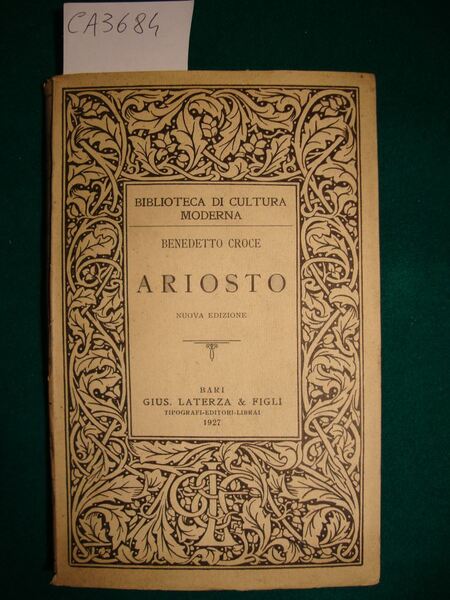 CA3684
BIBLIOTECA DI CULTURA
MODERNA
BENEDETTO CROCE
ARIOSTO
NUOVA EDIZIONE
BARI
GIUS. LATERZA & FIGLI
TIPOGRAFI-EDITORI-LIBRAI
1927